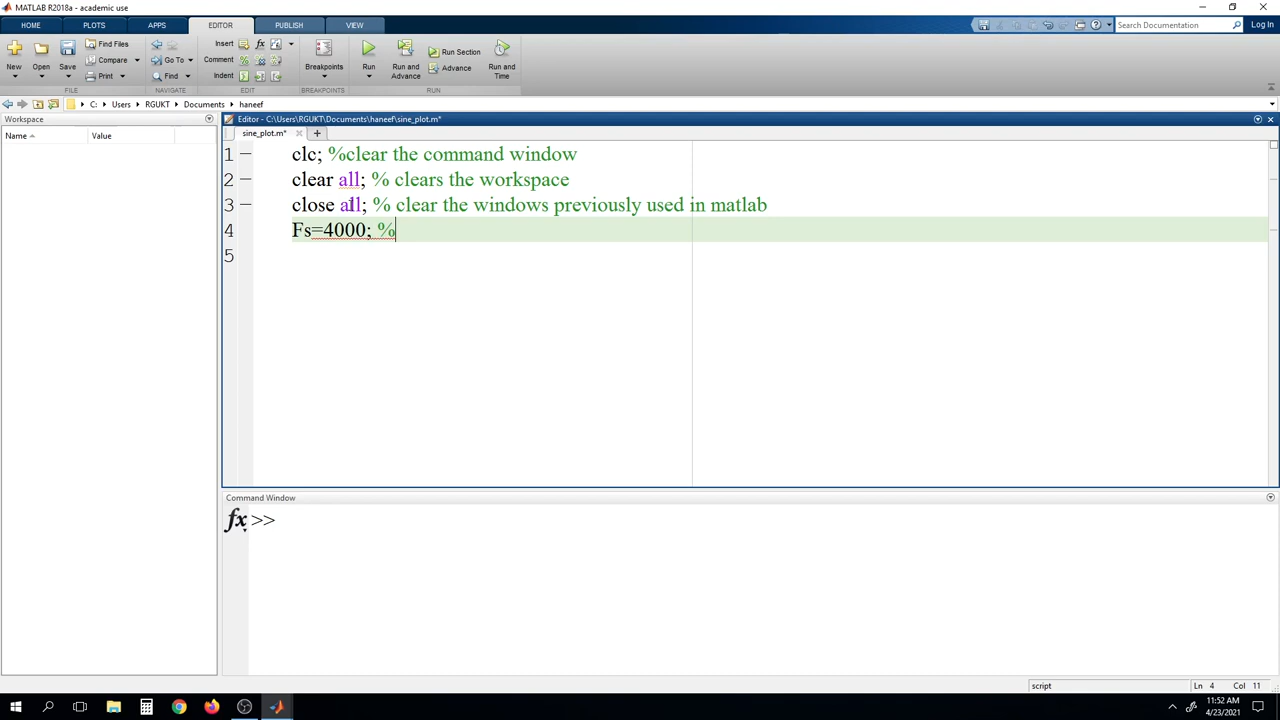 MATLAB R2018a - academic use
HOME PLOTS APPS EDITOR PUBLISH VIEW Search Documentation Log In
New Open Save Find Files Compare Print Go To Find Insert Comment Indent Breakpoints Run Run and Advance Run Section Advance Run and Time
FILE NAVIGATE EDIT BREAKPOINTS RUN
C: Users RGUKT Documents haneef
Workspace
Name Value
Editor - C:\Users\RGUKT\Documents\haneef\sine_plot.m*
sine_plot.m*
1 clc; %clear the command window
2 clear all; % clears the workspace
3 close all; % clear the windows previously used in matlab
4 Fs=4000; %
5
Command Window
fx >>
script Ln 4 Col 11
11:52 AM
4/23/2021